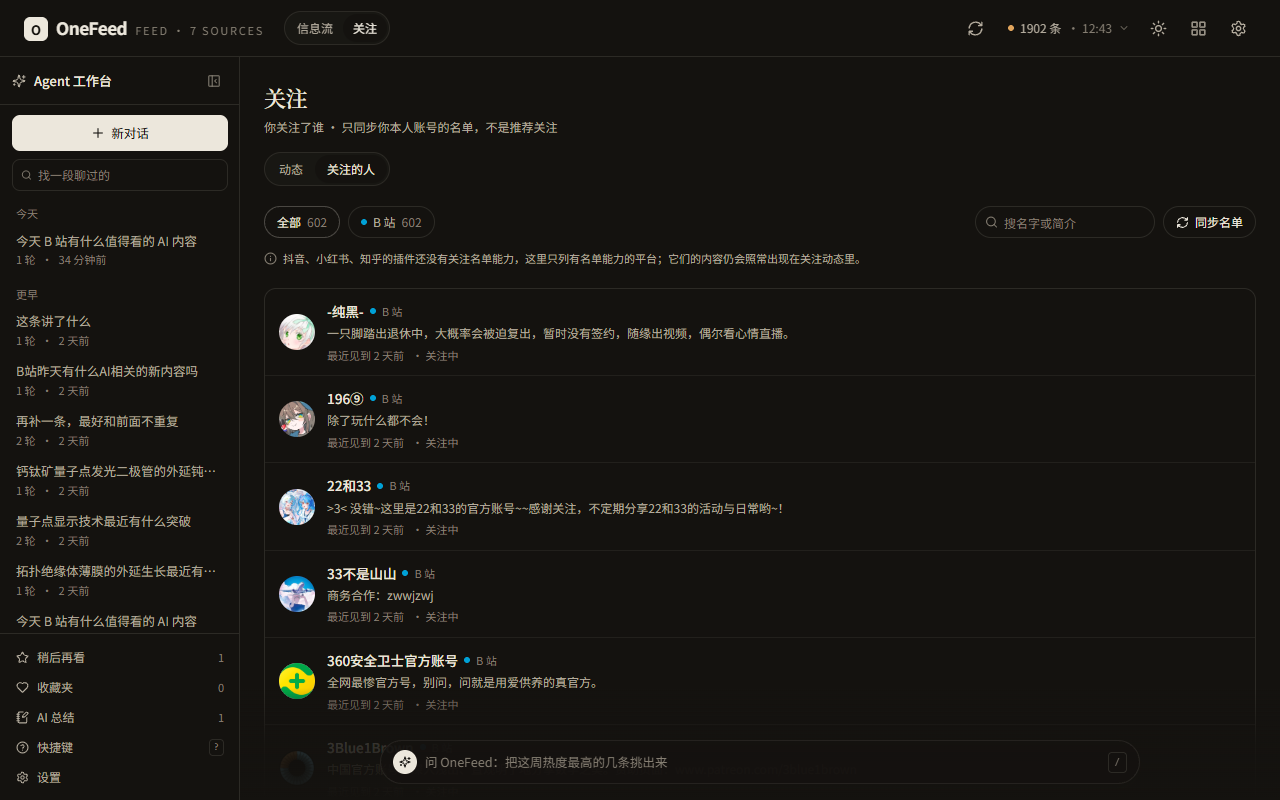 OneFeed FEED • 7 SOURCES
信息流 关注
1902 条 • 12:43
Agent 工作台
新对话
找一段聊过的
今天
今天 B 站有什么值得看的 AI 内容
1 轮 • 34 分钟前
更早
这条讲了什么
1 轮 • 2 天前
B站昨天有什么AI相关的新内容吗
1 轮 • 2 天前
再补一条，最好和前面不重复
2 轮 • 2 天前
钙钛矿量子点发光二极管的外延钝…
1 轮 • 2 天前
量子点显示技术最近有什么突破
2 轮 • 2 天前
拓扑绝缘体薄膜的外延生长最近有…
1 轮 • 2 天前
今天 B 站有什么值得看的 AI 内容
稍后再看 1
收藏夹 0
AI 总结 1
快捷键 ?
设置
关注
你关注了谁 • 只同步你本人账号的名单，不是推荐关注
动态 关注的人
全部 602 B 站 602
搜名字或简介
同步名单
抖音、小红书、知乎的插件还没有关注名单能力，这里只列有名单能力的平台；它们的内容仍会照常出现在关注动态里。
-纯黑- B 站
一只脚踏出退休中，大概率会被迫复出，暂时没有签约，随缘出视频，偶尔看心情直播。
最近见到 2 天前 • 关注中
196⑨ B 站
除了玩什么都不会！
最近见到 2 天前 • 关注中
22和33 B 站
>3< 没错~这里是22和33的官方账号~~感谢关注，不定期分享22和33的活动与日常哟~！
最近见到 2 天前 • 关注中
33不是山山 B 站
商务合作：zwwjzwj
最近见到 2 天前 • 关注中
360安全卫士官方账号 B 站
全网最惨官方号，别问，问就是用爱供养的真官方。
最近见到 2 天前 • 关注中
3Blue1Br
中国官方
问 OneFeed：把这周热度最高的几条挑出来 /